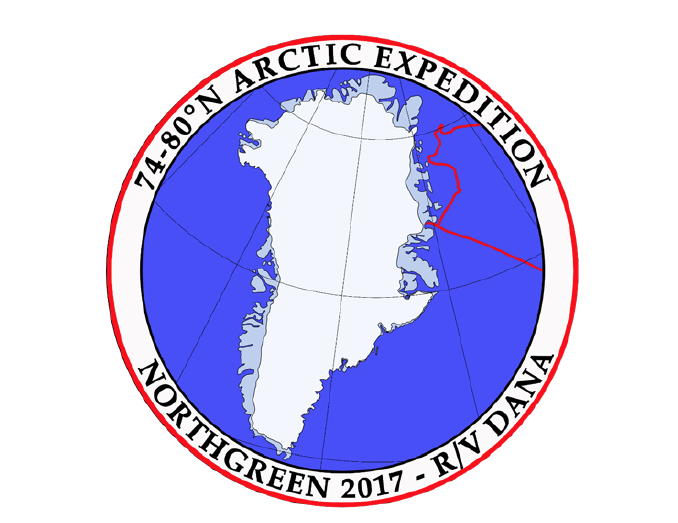 74-80°N ARCTIC EXPEDITION
NORTHGREEN 2017 - R/V DANA